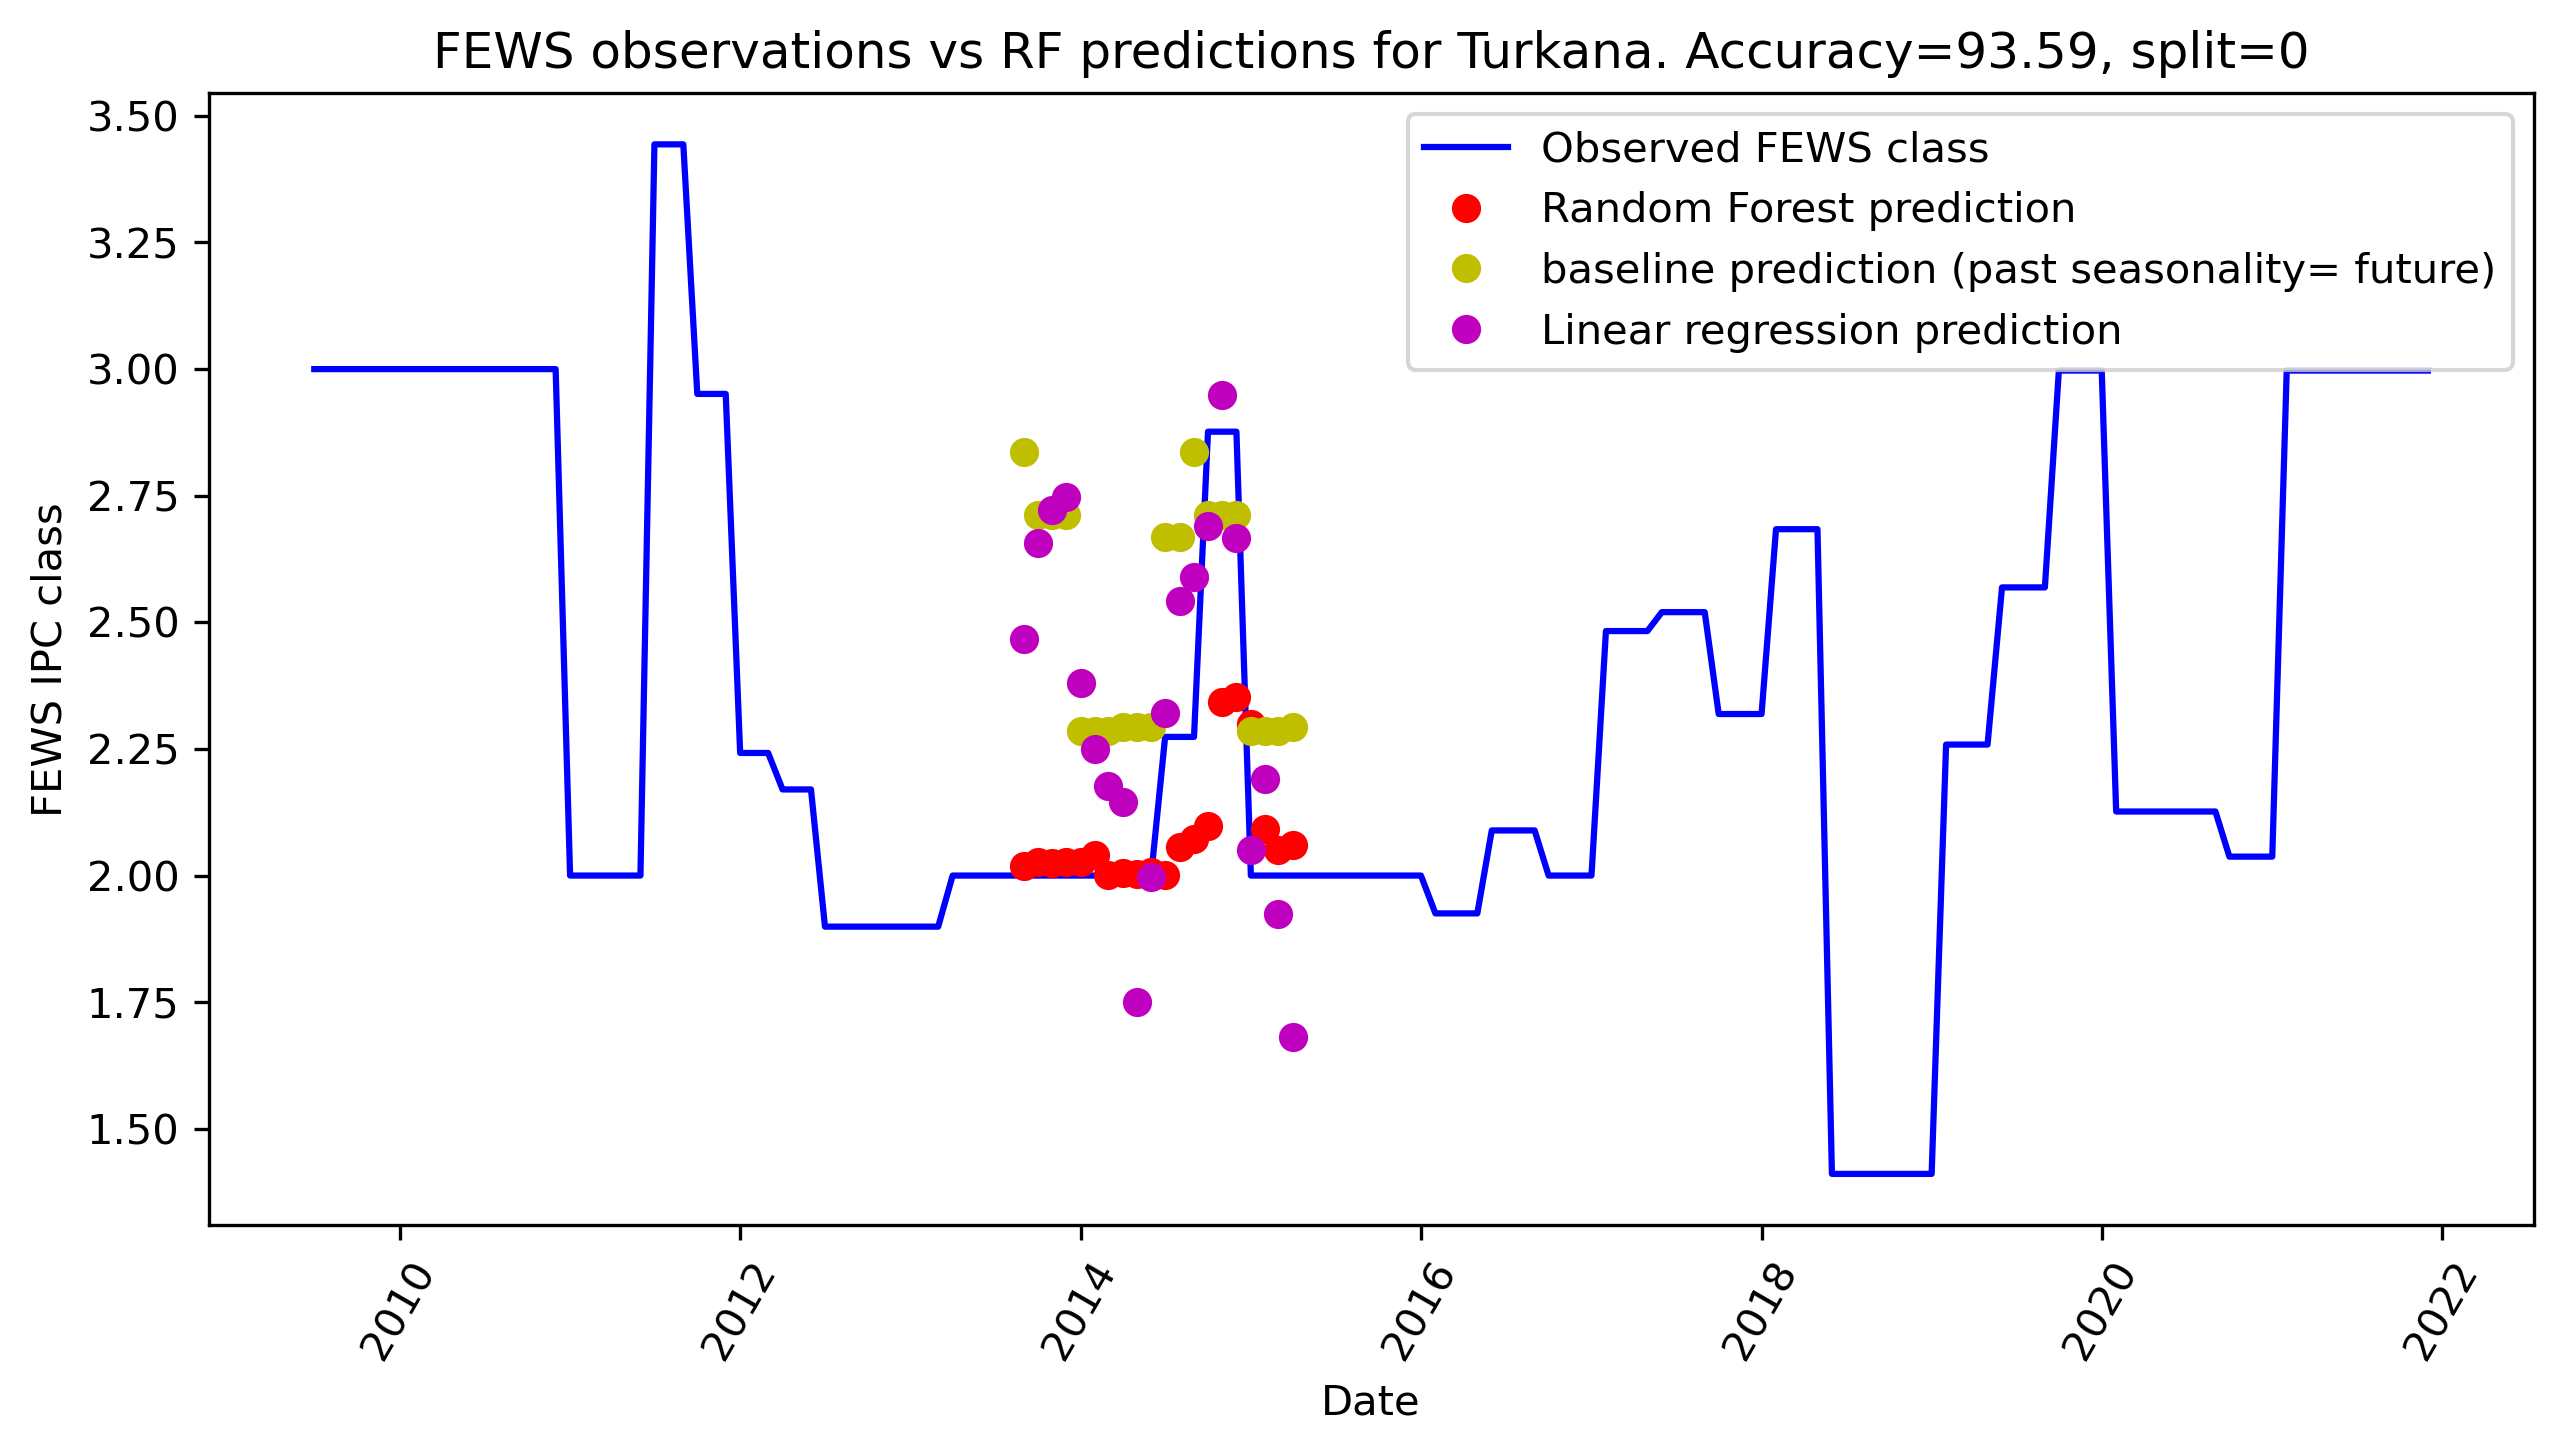 FEWS observations vs RF predictions for Turkana. Accuracy=93.59, split=0
3.50
3.25
3.00
2.75
2.50
2.25
2.00
1.75
1.50
FEWS IPC class
Observed FEWS class
Random Forest prediction
baseline prediction (past seasonality= future)
Linear regression prediction
2010
2012
2014
2016
2018
2020
2022
Date